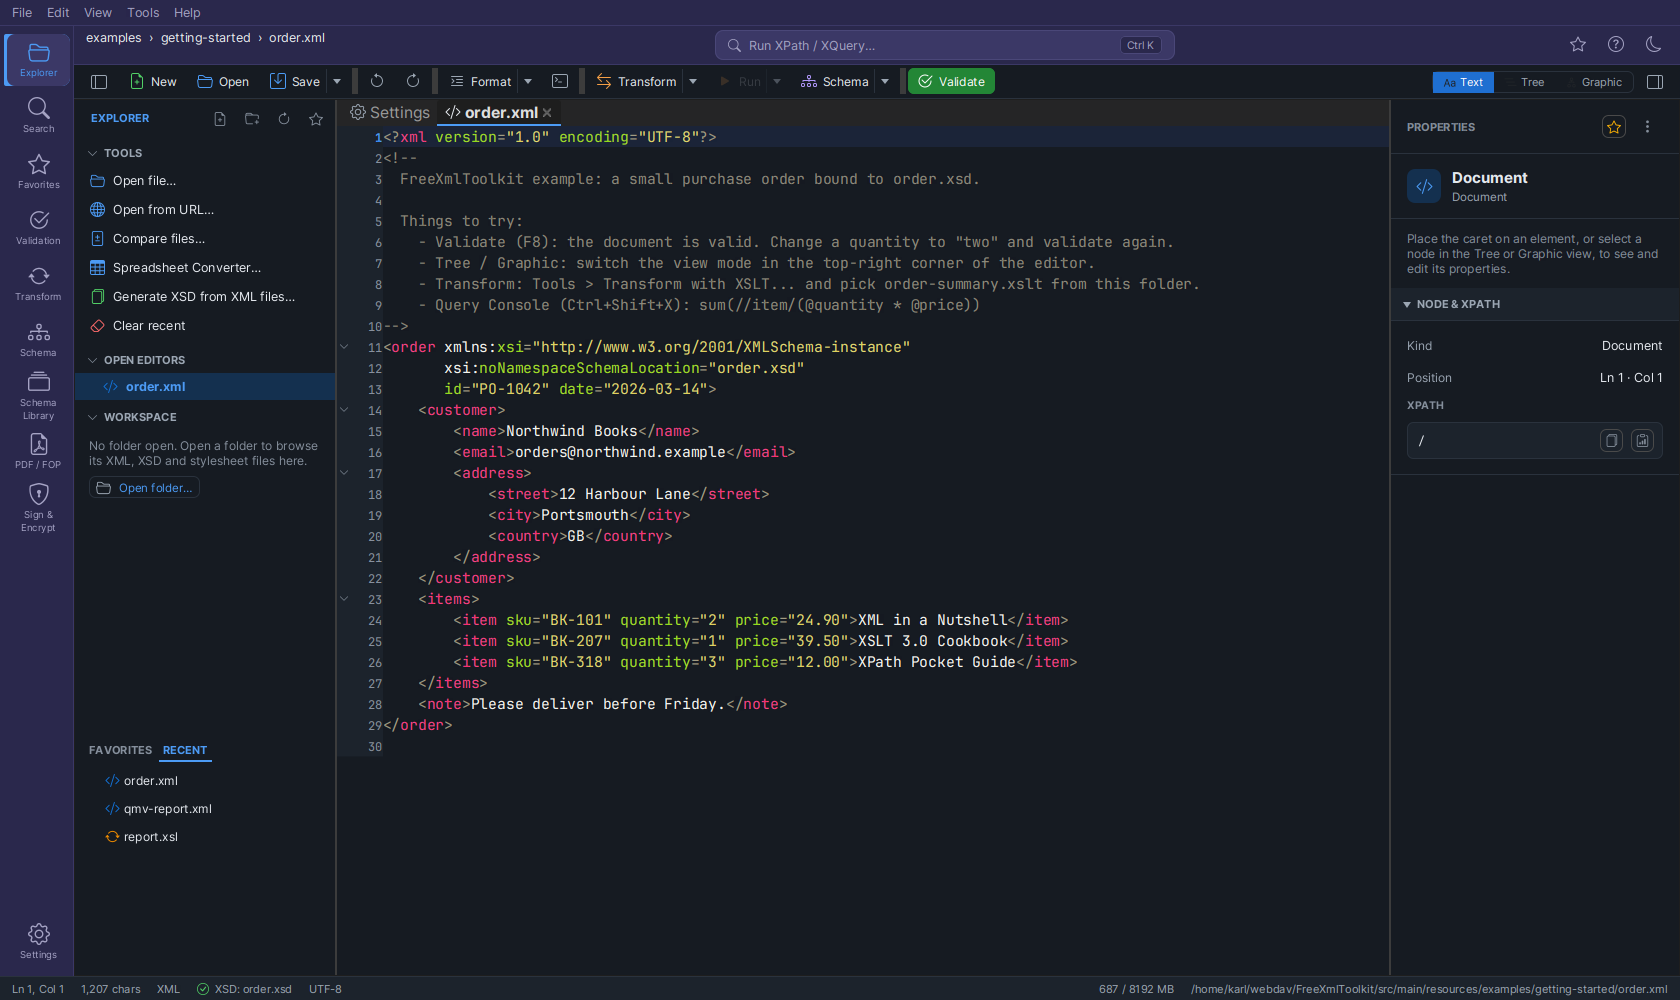 File Edit View Tools Help
examples › getting-started › order.xml
Run XPath / XQuery... Ctrl K
New Open Save Format Transform Run Schema Validate
Aa Text Tree Graphic
Explorer
Search
Favorites
Validation
Transform
Schema
Schema
Library
PDF / FOP
Sign &
Encrypt
Settings
EXPLORER
TOOLS
Open file...
Open from URL...
Compare files...
Spreadsheet Converter...
Generate XSD from XML files...
Clear recent
OPEN EDITORS
order.xml
WORKSPACE
No folder open. Open a folder to browse
its XML, XSD and stylesheet files here.
Open folder...
FAVORITES RECENT
order.xml
qmv-report.xml
report.xsl
Settings order.xml
1 <?xml version="1.0" encoding="UTF-8"?>
2 <!--
3   FreeXmlToolkit example: a small purchase order bound to order.xsd.
4
5   Things to try:
6     - Validate (F8): the document is valid. Change a quantity to "two" and validate again.
7     - Tree / Graphic: switch the view mode in the top-right corner of the editor.
8     - Transform: Tools > Transform with XSLT... and pick order-summary.xslt from this folder.
9     - Query Console (Ctrl+Shift+X): sum(//item/(@quantity * @price))
10 -->
11 <order xmlns:xsi="http://www.w3.org/2001/XMLSchema-instance"
12        xsi:noNamespaceSchemaLocation="order.xsd"
13        id="PO-1042" date="2026-03-14">
14     <customer>
15         <name>Northwind Books</name>
16         <email>orders@northwind.example</email>
17         <address>
18             <street>12 Harbour Lane</street>
19             <city>Portsmouth</city>
20             <country>GB</country>
21         </address>
22     </customer>
23     <items>
24         <item sku="BK-101" quantity="2" price="24.90">XML in a Nutshell</item>
25         <item sku="BK-207" quantity="1" price="39.50">XSLT 3.0 Cookbook</item>
26         <item sku="BK-318" quantity="3" price="12.00">XPath Pocket Guide</item>
27     </items>
28     <note>Please deliver before Friday.</note>
29 </order>
30
PROPERTIES
Document
Document
Place the caret on an element, or select a
node in the Tree or Graphic view, to see and
edit its properties.
NODE & XPATH
Kind Document
Position Ln 1 · Col 1
XPATH
/
Ln 1, Col 1 1,207 chars XML XSD: order.xsd UTF-8 687 / 8192 MB /home/karl/webdav/FreeXmlToolkit/src/main/resources/examples/getting-started/order.xml